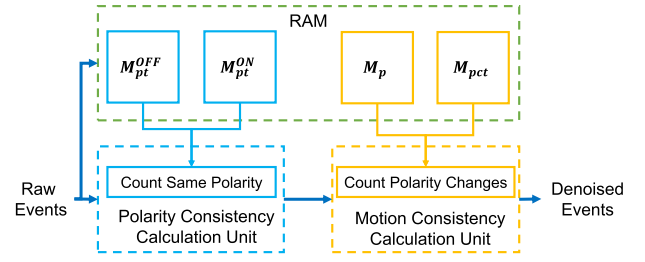 RAM
M_{pt}^{OFF}
M_{pt}^{ON}
M_p
M_{pct}
Raw
Events
Count Same Polarity
Polarity Consistency
Calculation Unit
Count Polarity Changes
Motion Consistency
Calculation Unit
Denoised
Events